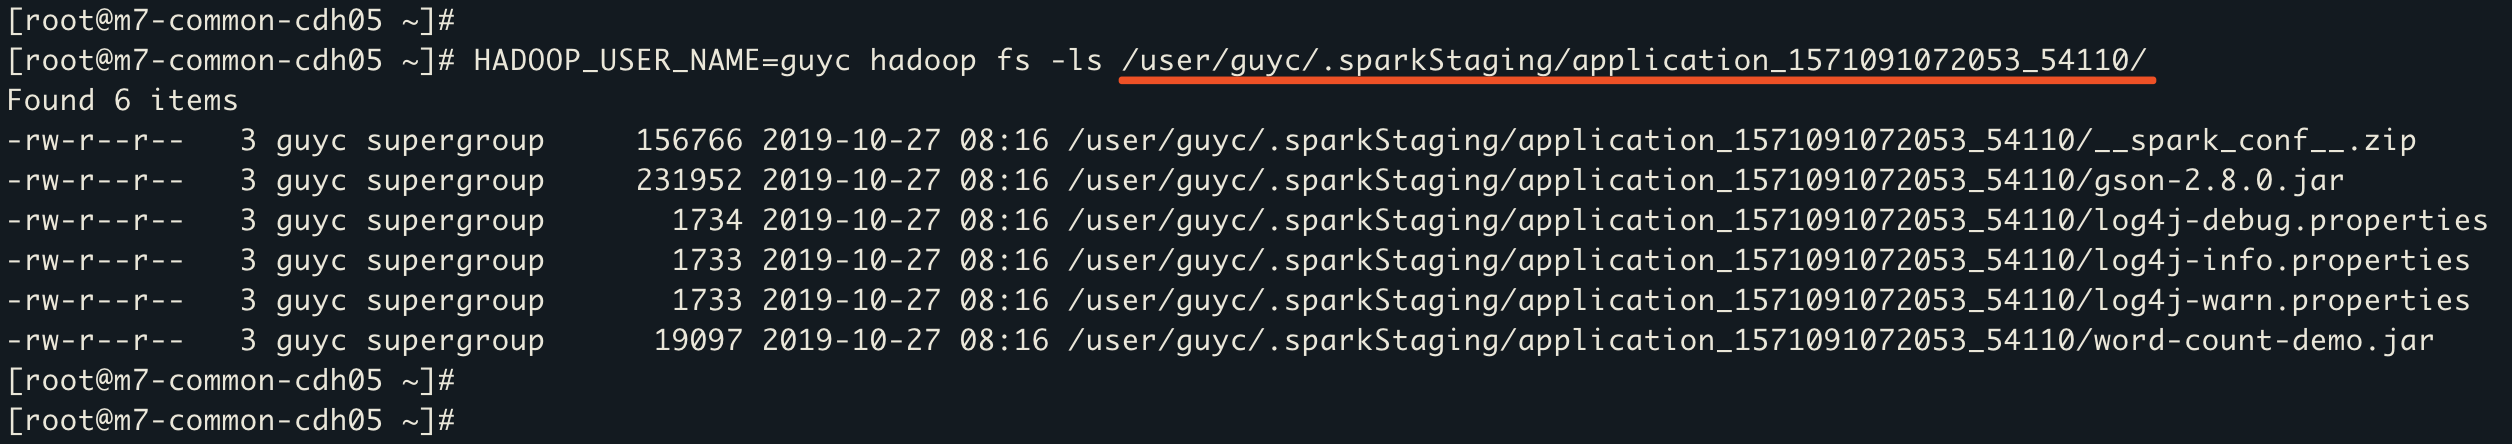 [root@m7-common-cdh05 ~]#
[root@m7-common-cdh05 ~]# HADOOP_USER_NAME=guyc hadoop fs -ls /user/guyc/.sparkStaging/application_1571091072053_54110/
Found 6 items
-rw-r--r--   3 guyc supergroup     156766 2019-10-27 08:16 /user/guyc/.sparkStaging/application_1571091072053_54110/__spark_conf__.zip
-rw-r--r--   3 guyc supergroup     231952 2019-10-27 08:16 /user/guyc/.sparkStaging/application_1571091072053_54110/gson-2.8.0.jar
-rw-r--r--   3 guyc supergroup       1734 2019-10-27 08:16 /user/guyc/.sparkStaging/application_1571091072053_54110/log4j-debug.properties
-rw-r--r--   3 guyc supergroup       1733 2019-10-27 08:16 /user/guyc/.sparkStaging/application_1571091072053_54110/log4j-info.properties
-rw-r--r--   3 guyc supergroup       1733 2019-10-27 08:16 /user/guyc/.sparkStaging/application_1571091072053_54110/log4j-warn.properties
-rw-r--r--   3 guyc supergroup      19097 2019-10-27 08:16 /user/guyc/.sparkStaging/application_1571091072053_54110/word-count-demo.jar
[root@m7-common-cdh05 ~]#
[root@m7-common-cdh05 ~]#